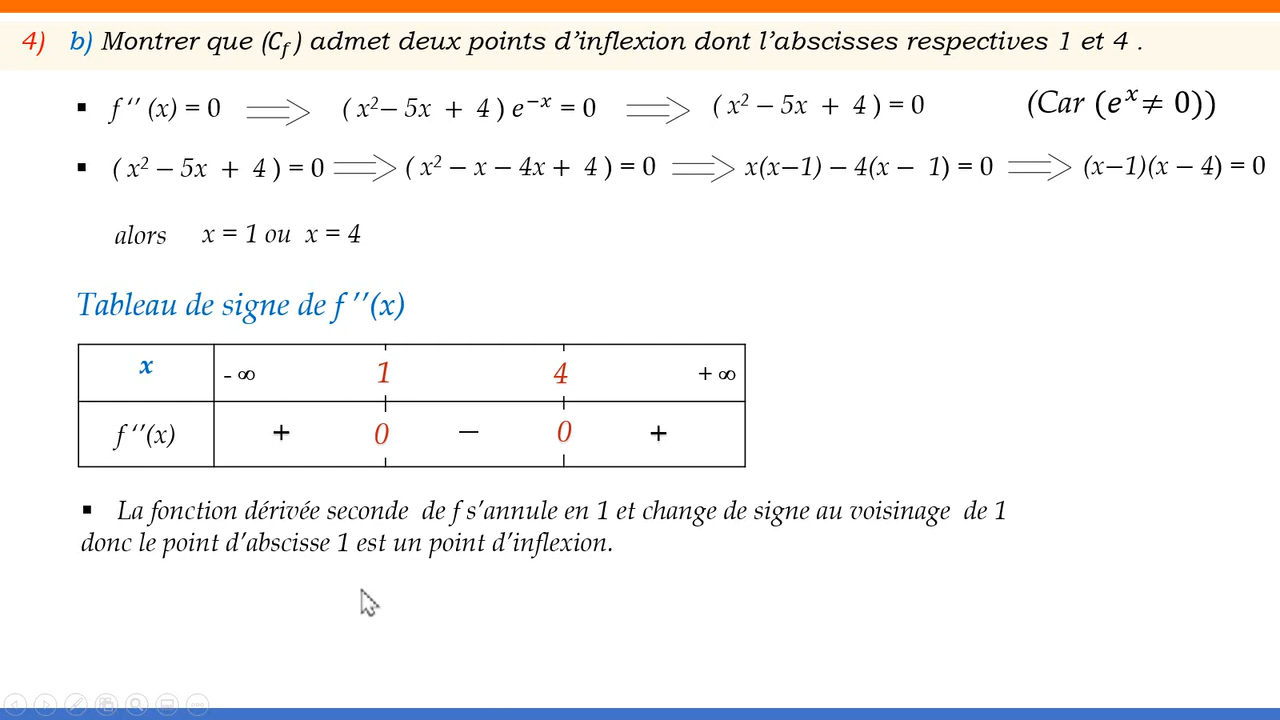 4) b) Montrer que (Cf) admet deux points d'inflexion dont l'abscisses respectives 1 et 4 .
▪ f ‘’ (x) = 0 ⟹ ( x² – 5x + 4 ) e⁻ˣ = 0 ⟹ ( x² – 5x + 4 ) = 0 (Car (eˣ ≠ 0))
▪ ( x² – 5x + 4 ) = 0 ⟹ ( x² – x – 4x + 4 ) = 0 ⟹ x(x–1) – 4(x – 1) = 0 ⟹ (x–1)(x – 4) = 0
alors x = 1 ou x = 4
Tableau de signe de f ’’(x)
x - ∞ 1 4 + ∞
f ‘’(x) + 0 – 0 +
▪ La fonction dérivée seconde de f s’annule en 1 et change de signe au voisinage de 1
donc le point d’abscisse 1 est un point d’inflexion.